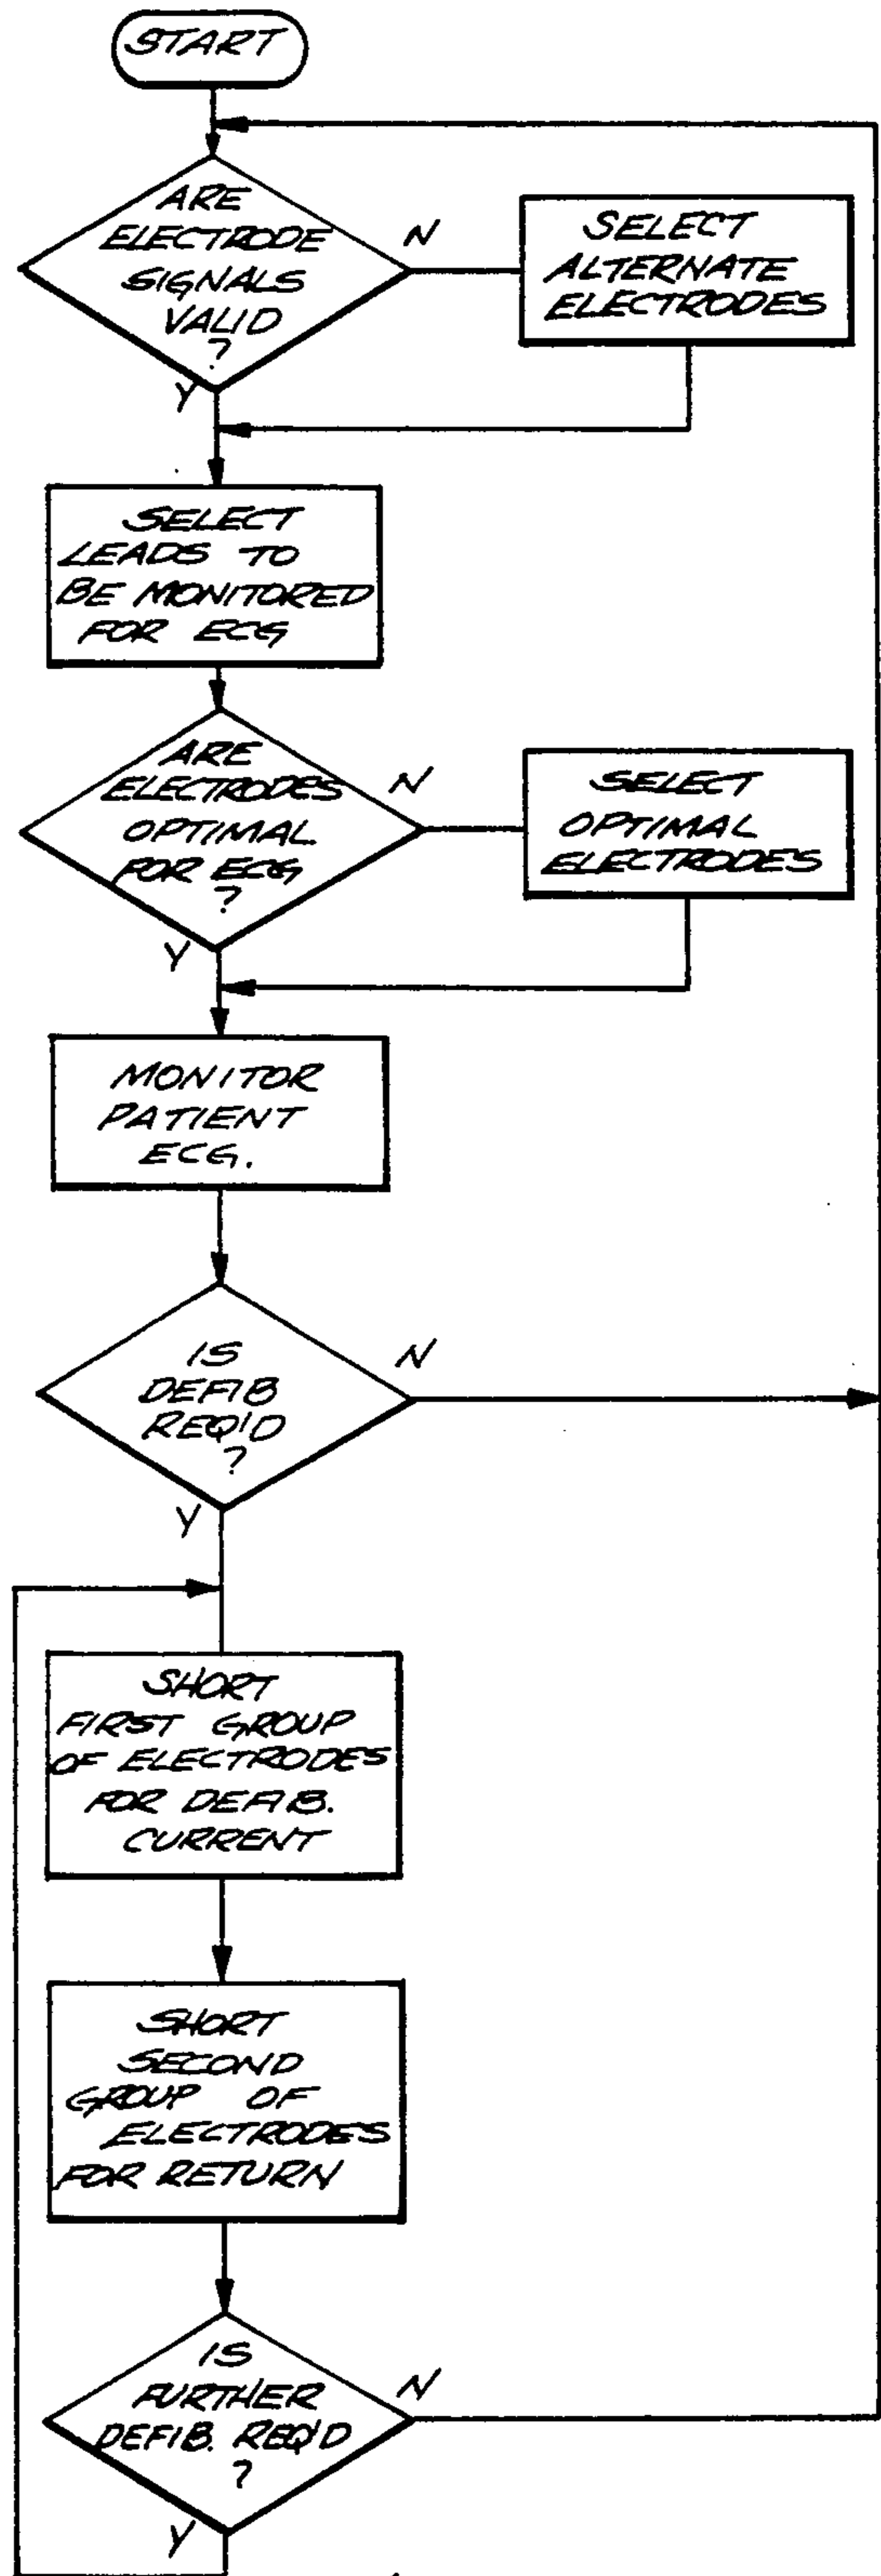 START
ARE
ELECTRODE
SIGNALS
VALID
?
N
Y
SELECT
ALTERNATE
ELECTRODES
SELECT
LEADS TO
BE MONITORED
FOR ECG
ARE
ELECTRODES
OPTIMAL
FOR ECG
?
N
Y
SELECT
OPTIMAL
ELECTRODES
MONITOR
PATIENT
ECG.
IS
DEFIB
REQ'D
?
N
Y
SHORT
FIRST GROUP
OF ELECTRODES
FOR DEFIB.
CURRENT
SHORT
SECOND
GROUP OF
ELECTRODES
FOR RETURN
IS
FURTHER
DEFIB. REQ'D
?
N
Y